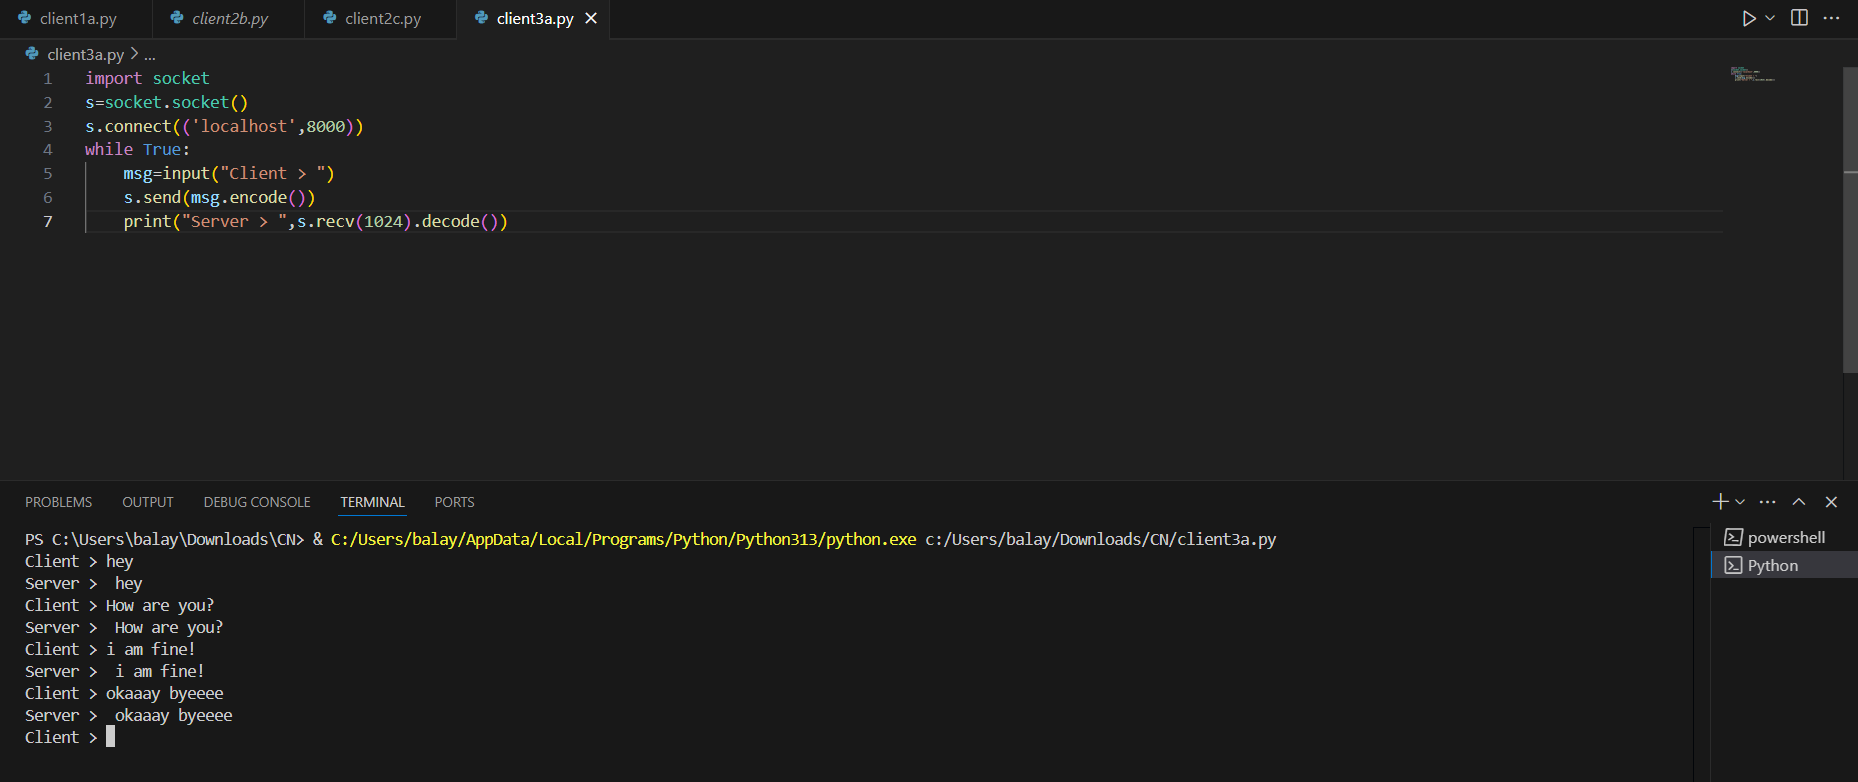 client1a.py client2b.py client2c.py client3a.py
client3a.py > ...
1 import socket
2 s=socket.socket()
3 s.connect(('localhost',8000))
4 while True:
5     msg=input("Client > ")
6     s.send(msg.encode())
7     print("Server > ",s.recv(1024).decode())
PROBLEMS OUTPUT DEBUG CONSOLE TERMINAL PORTS
PS C:\Users\balay\Downloads\CN> & C:/Users/balay/AppData/Local/Programs/Python/Python313/python.exe c:/Users/balay/Downloads/CN/client3a.py
Client > hey
Server >  hey
Client > How are you?
Server >  How are you?
Client > i am fine!
Server >  i am fine!
Client > okaaay byeeee
Server >  okaaay byeeee
Client >
powershell
Python